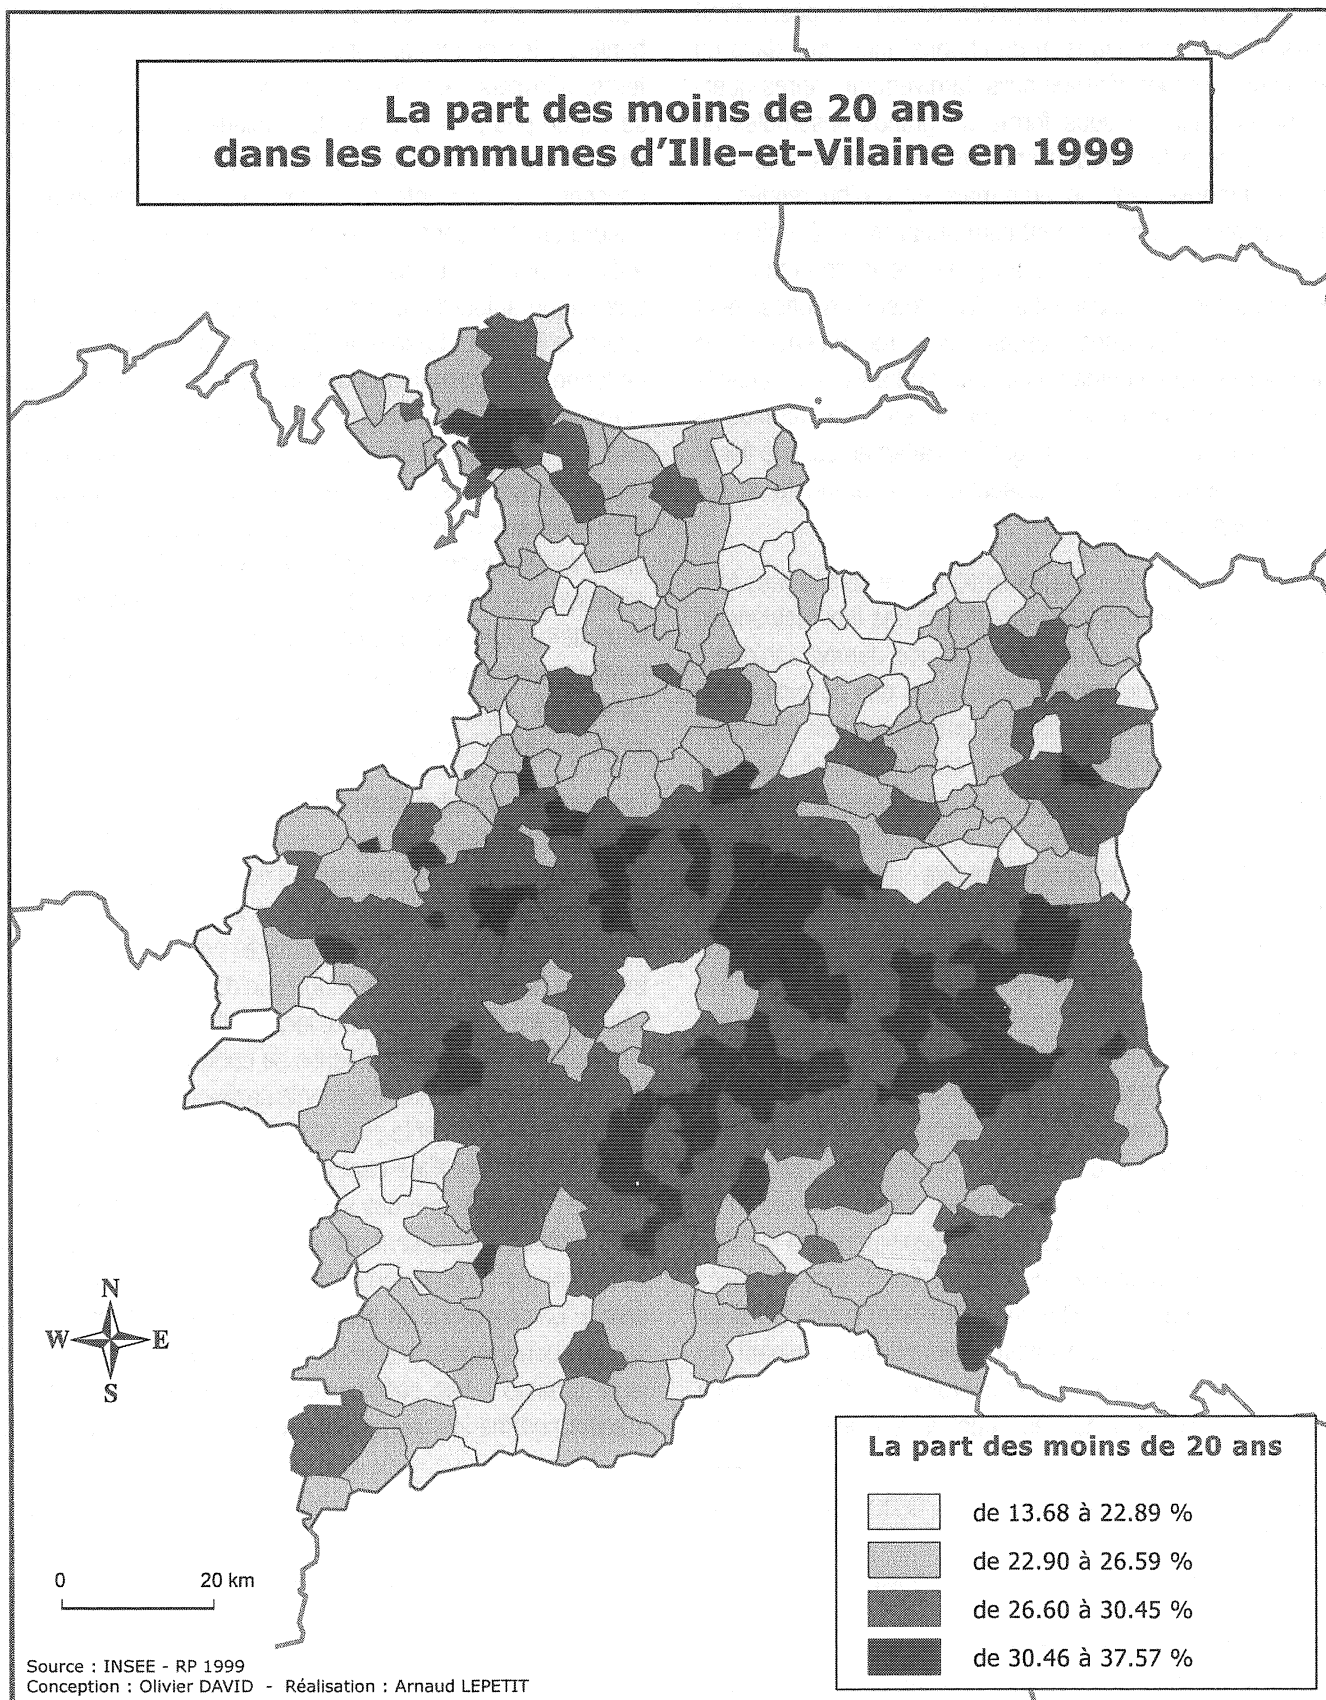 La part des moins de 20 ans
dans les communes d'Ille-et-Vilaine en 1999
N
W E
S
La part des moins de 20 ans
de 13.68 à 22.89 %
de 22.90 à 26.59 %
de 26.60 à 30.45 %
de 30.46 à 37.57 %
0 20 km
Source : INSEE - RP 1999
Conception : Olivier DAVID - Réalisation : Arnaud LEPETIT